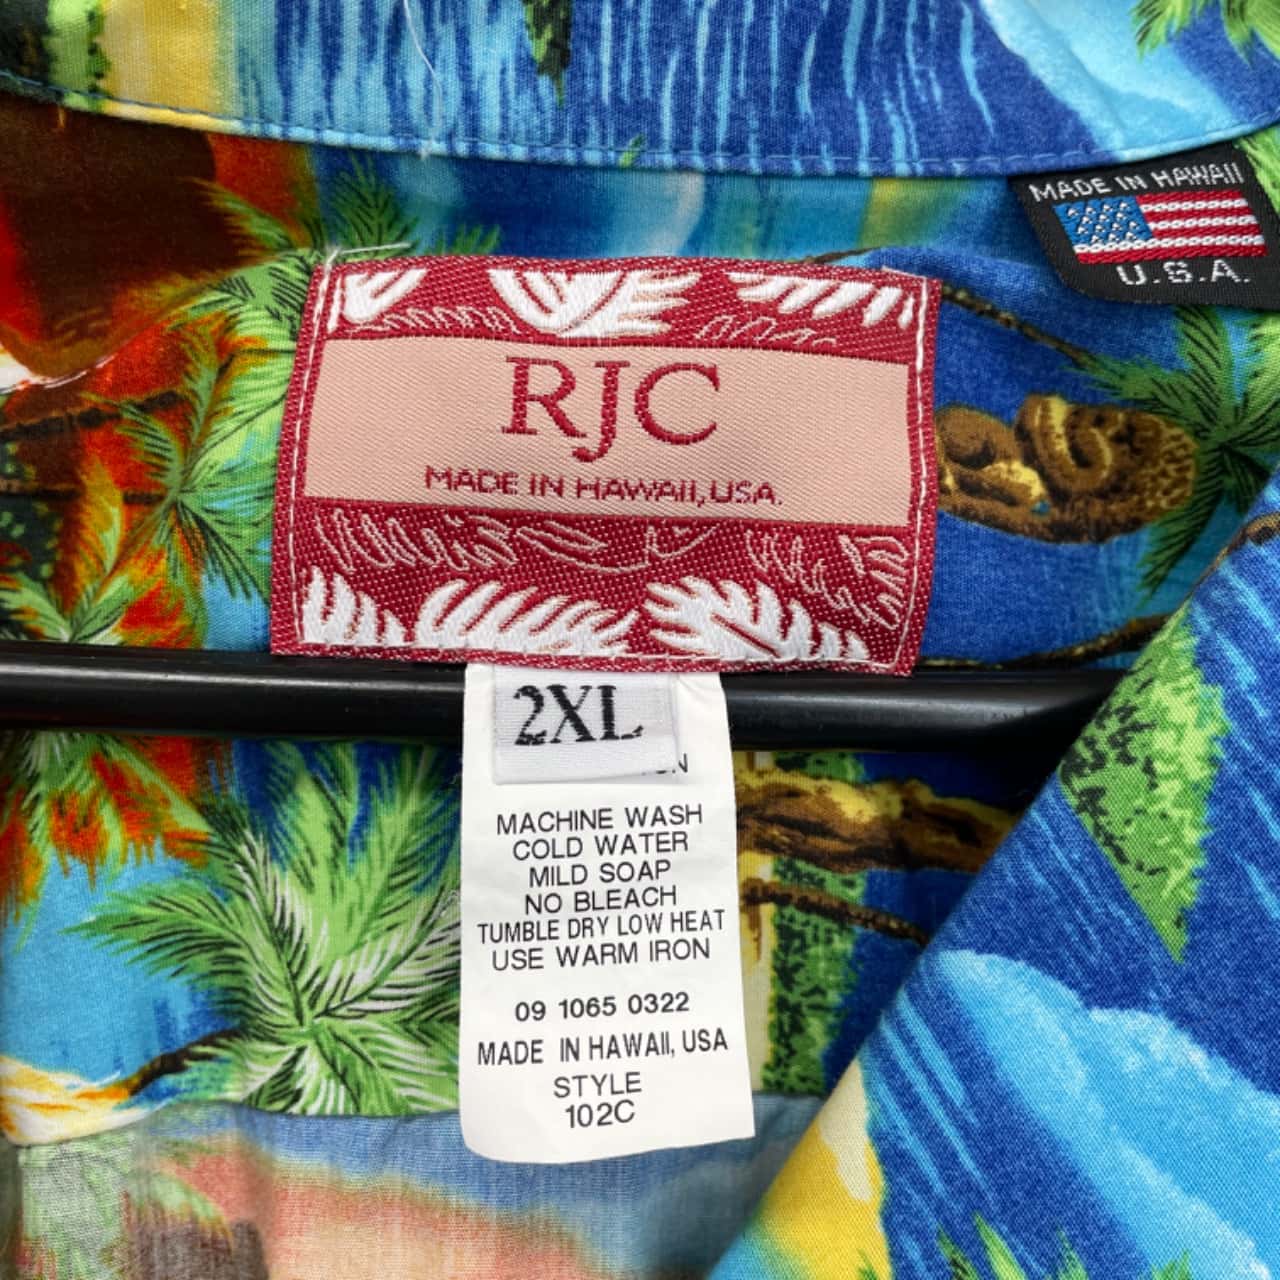 MADE IN HAWAII
U.S.A.
RJC
MADE IN HAWAII, USA.
2XL
MACHINE WASH
COLD WATER
MILD SOAP
NO BLEACH
TUMBLE DRY LOW HEAT
USE WARM IRON
09 1065 0322
MADE IN HAWAII, USA
STYLE
102C